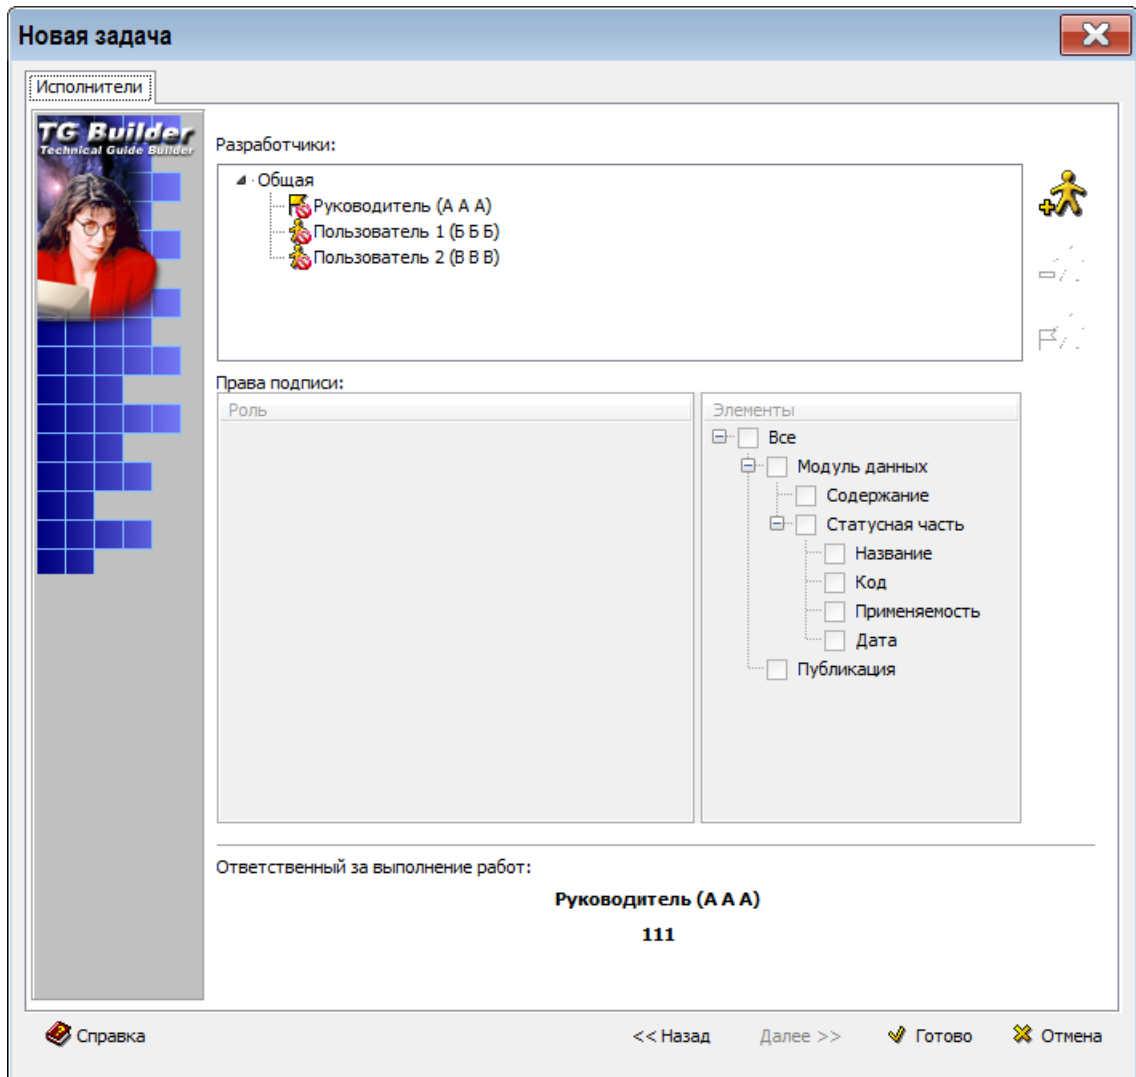 Новая задача
Исполнители
TG Builder
Technical Guide Builder
Разработчики:
Общая
Руководитель (А А А)
Пользователь 1 (Б Б Б)
Пользователь 2 (В В В)
Права подписи:
Роль
Элементы
Все
Модуль данных
Содержание
Статусная часть
Название
Код
Применяемость
Дата
Публикация
Ответственный за выполнение работ:
Руководитель (А А А)
111
Справка
<< Назад
Далее >>
Готово
Отмена